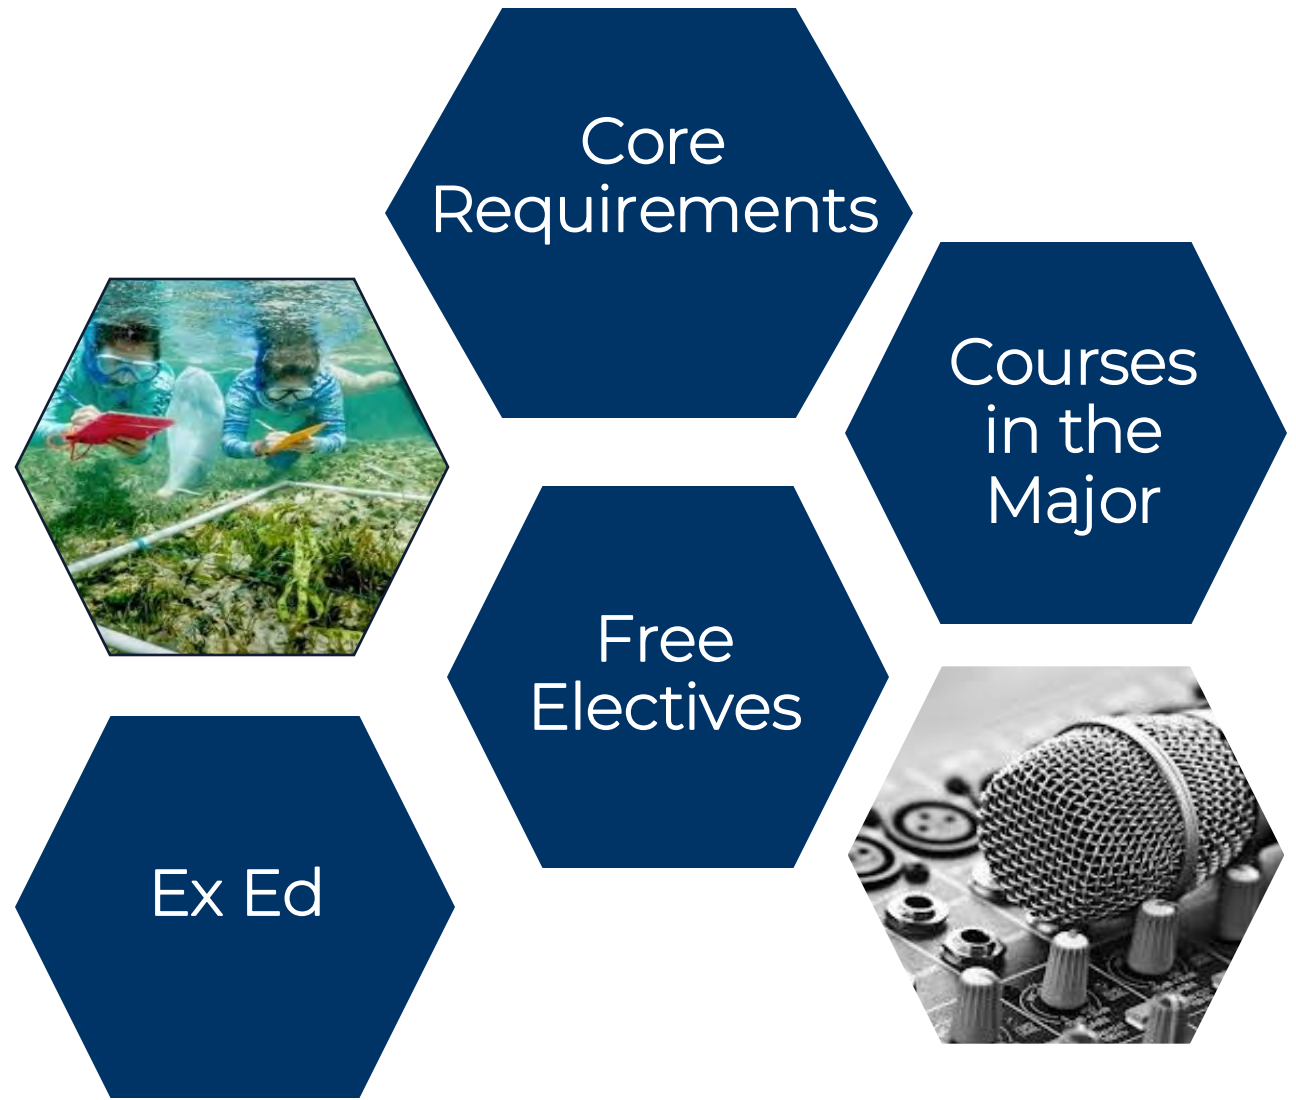 Core
Requirements
Courses
in the
Major
Free
Electives
Ex Ed